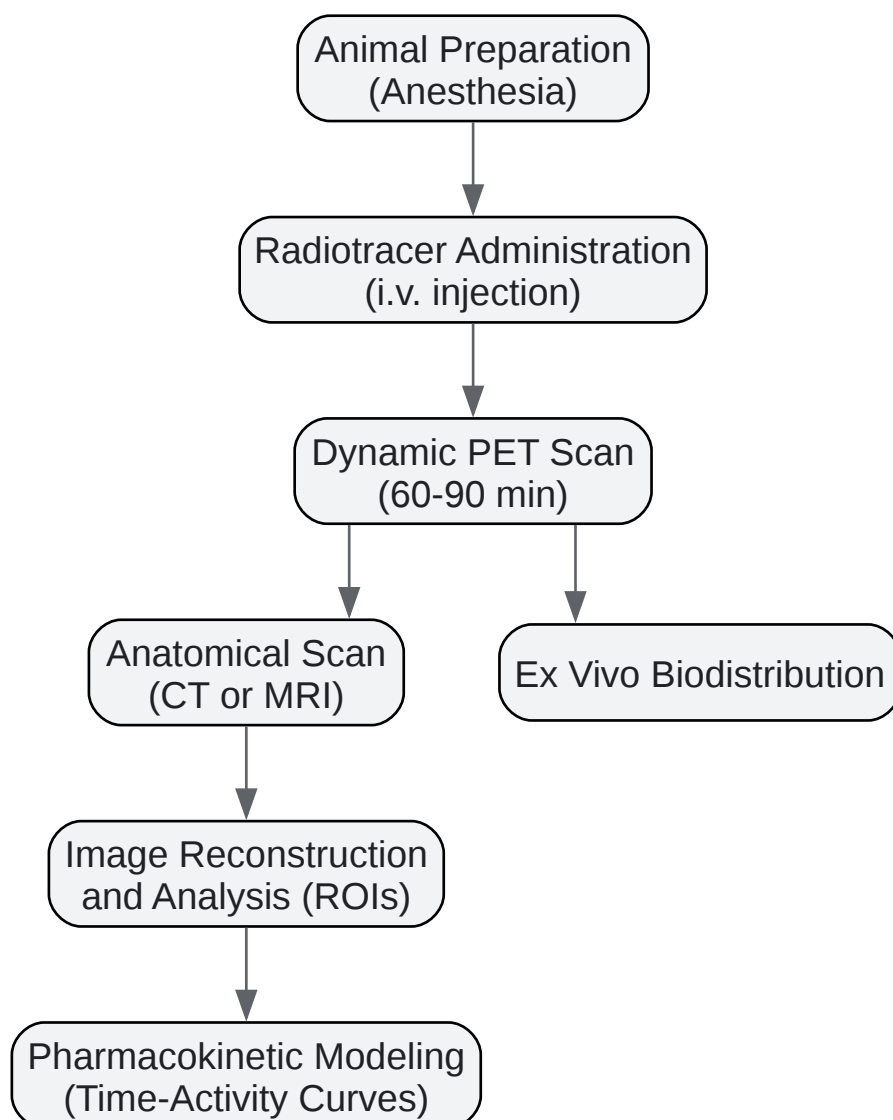 Animal Preparation
(Anesthesia)
Radiotracer Administration
(i.v. injection)
Dynamic PET Scan
(60-90 min)
Anatomical Scan
(CT or MRI)
Ex Vivo Biodistribution
Image Reconstruction
and Analysis (ROIs)
Pharmacokinetic Modeling
(Time-Activity Curves)